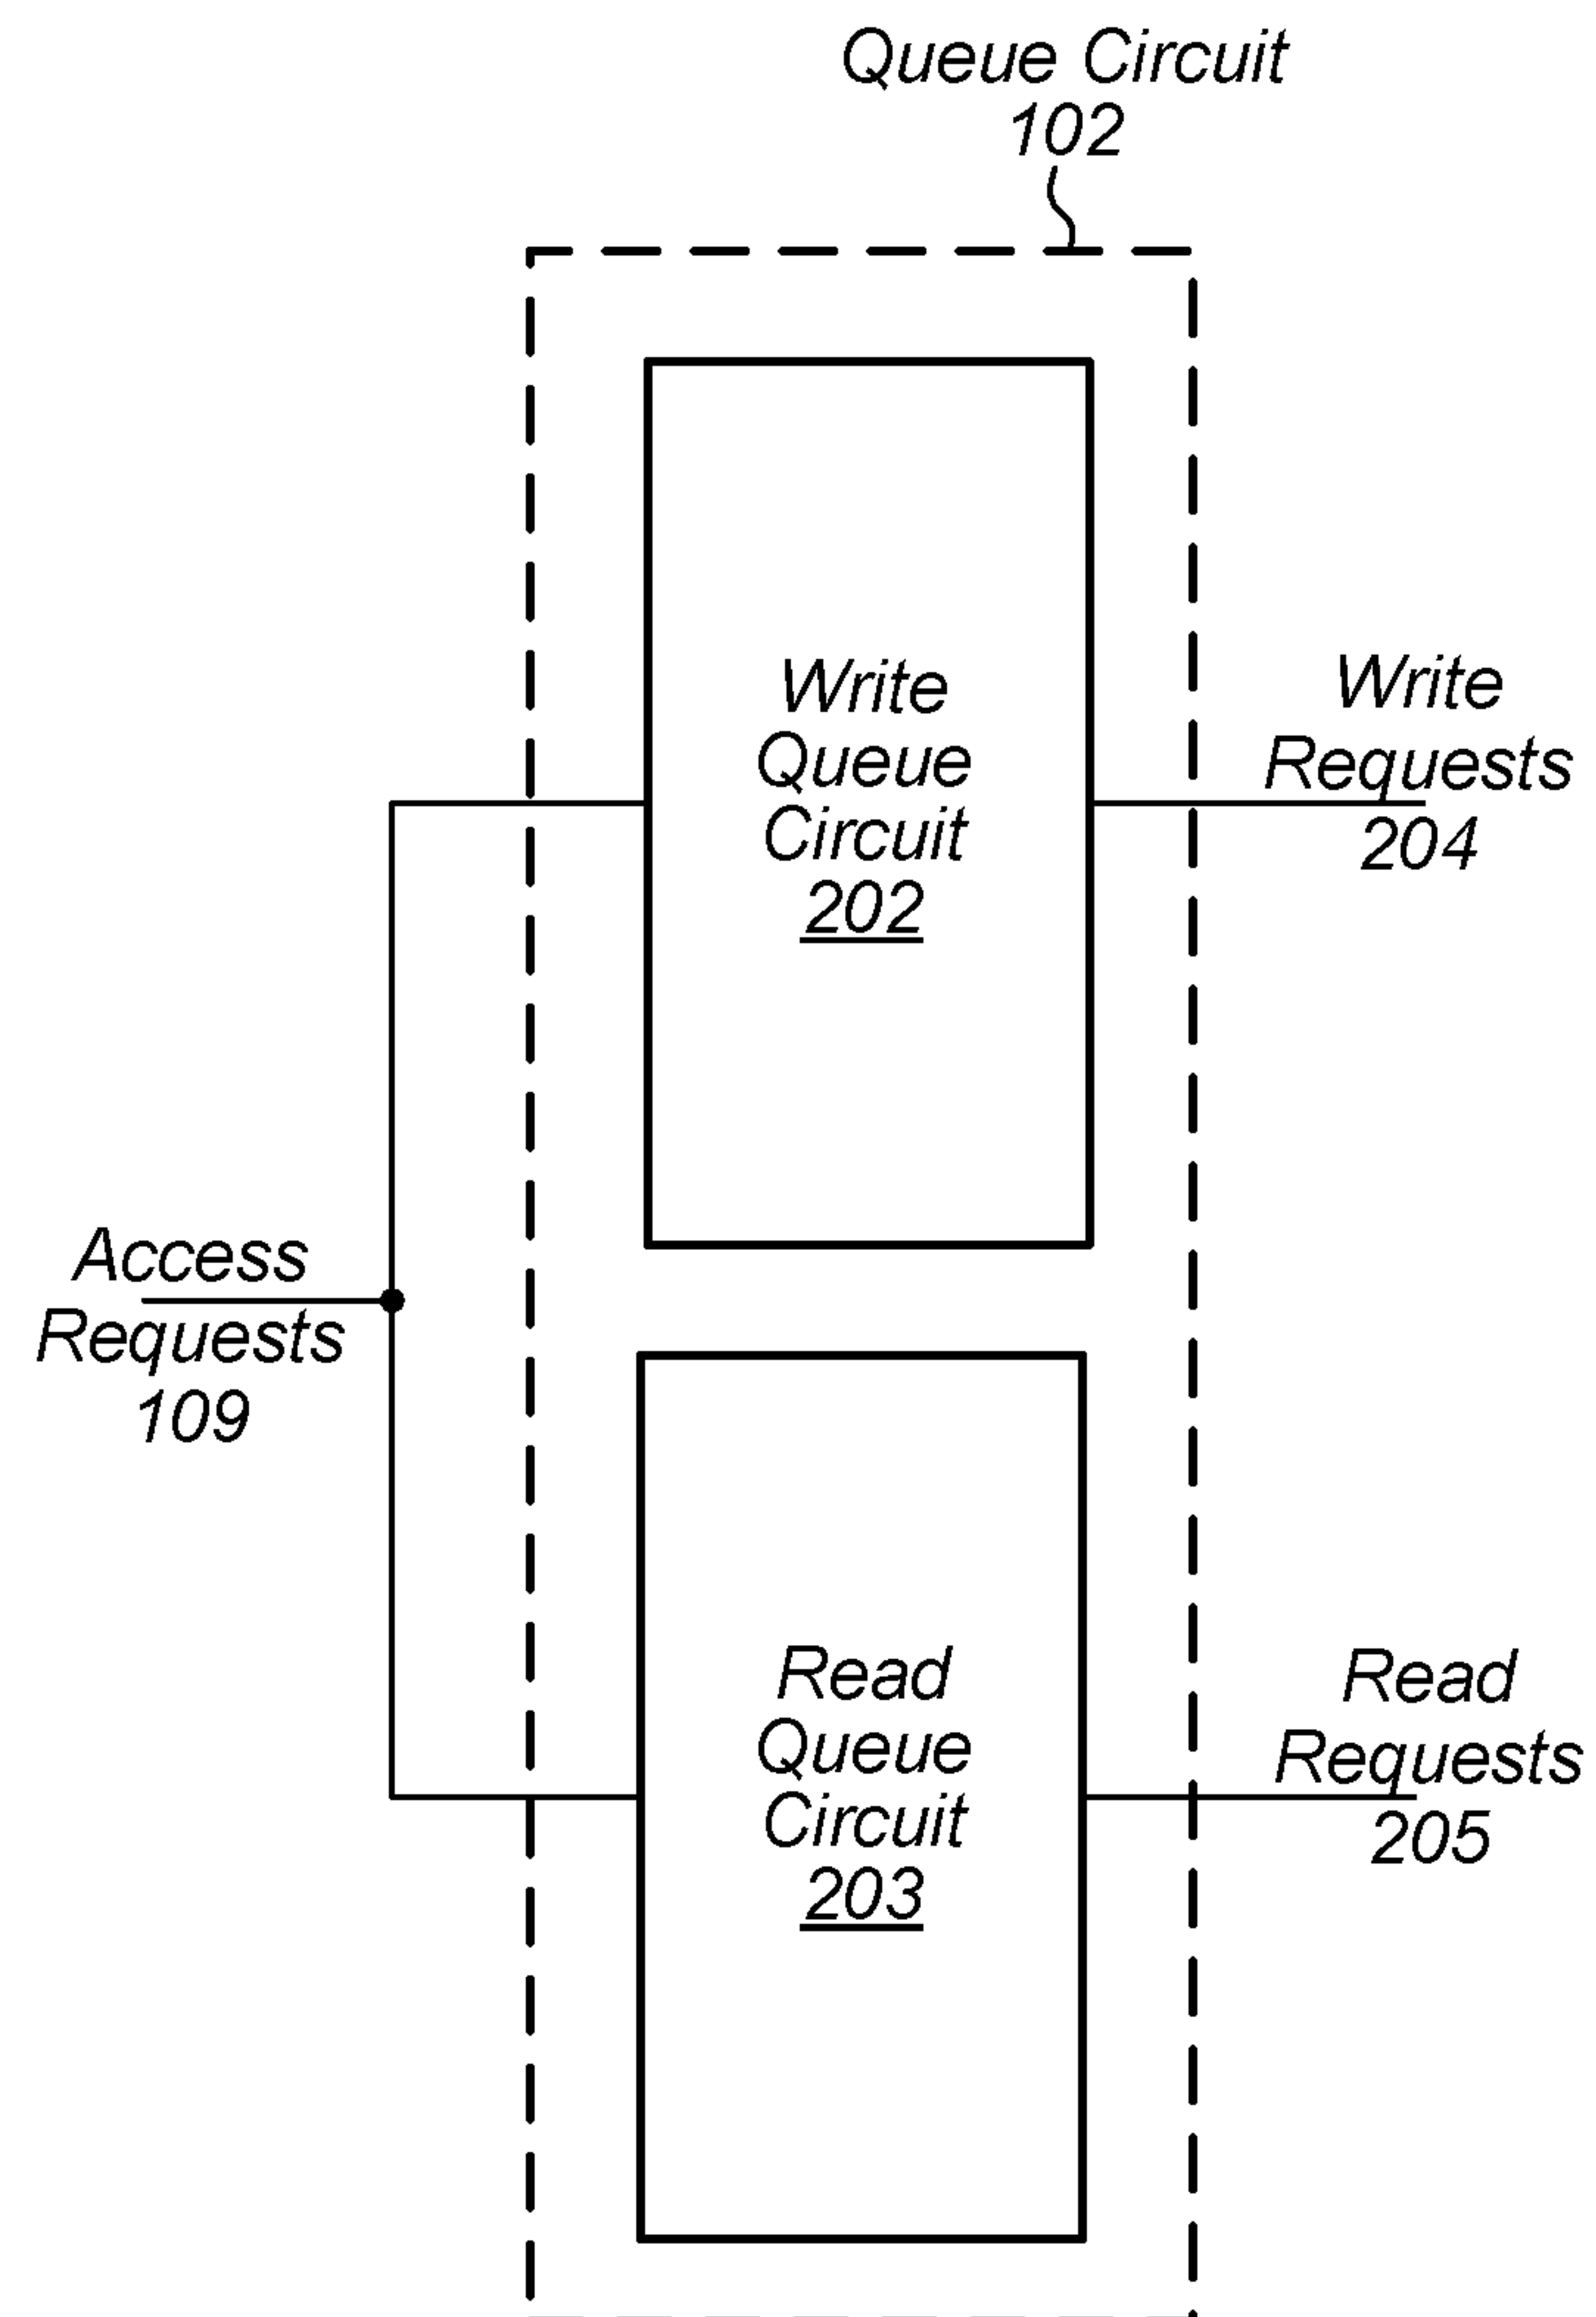 Queue Circuit
102
Write
Queue
Circuit
202
Write
Requests
204
Access
Requests
109
Read
Queue
Circuit
203
Read
Requests
205